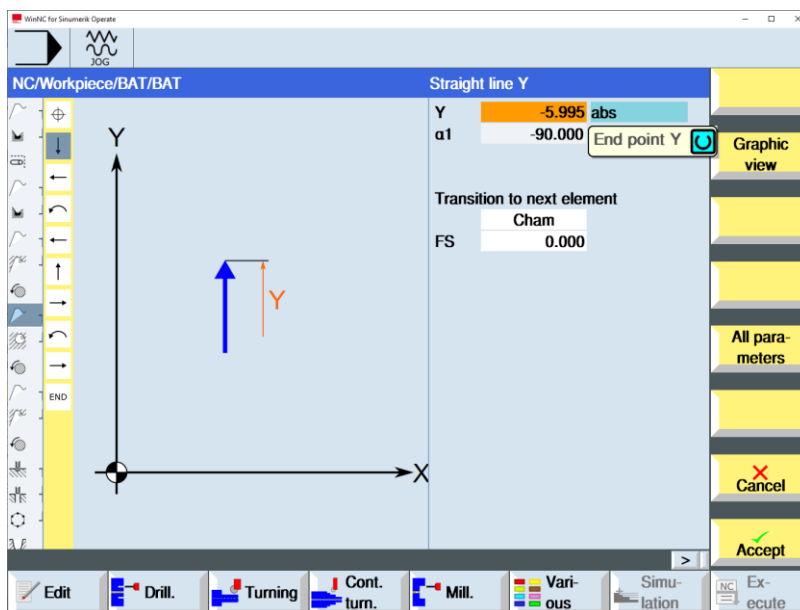 WinNC for Sinumerik Operate
JOG
NC/Workpiece/BAT/BAT
Straight line Y
Y -5.995 abs
α1 -90.000
End point Y
Transition to next element
Cham
FS 0.000
Y
Y
X
END
Graphic
view
All para-
meters
Cancel
Accept
>
Edit
Drill.
Turning
Cont.
turn.
Mill.
Vari-
ous
Simu-
lation
NC
Ex-
ecute